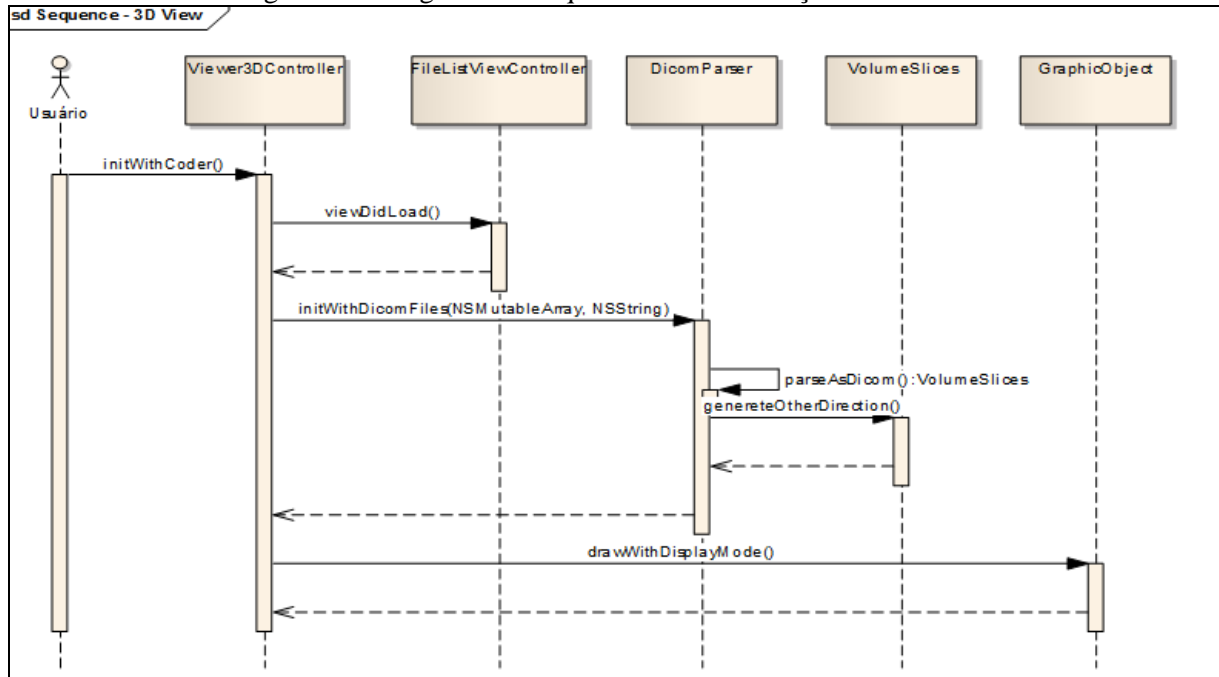 sd Sequence - 3D View
Usuário
Viewer3DController
FileListViewController
DicomParser
VolumeSlices
GraphicObject
initWithCoder()
viewDidLoad()
initWithDicomFiles(NSMutableArray, NSString)
parseAsDicom():VolumeSlices
genereteOtherDirection()
drawWithDisplayMode()